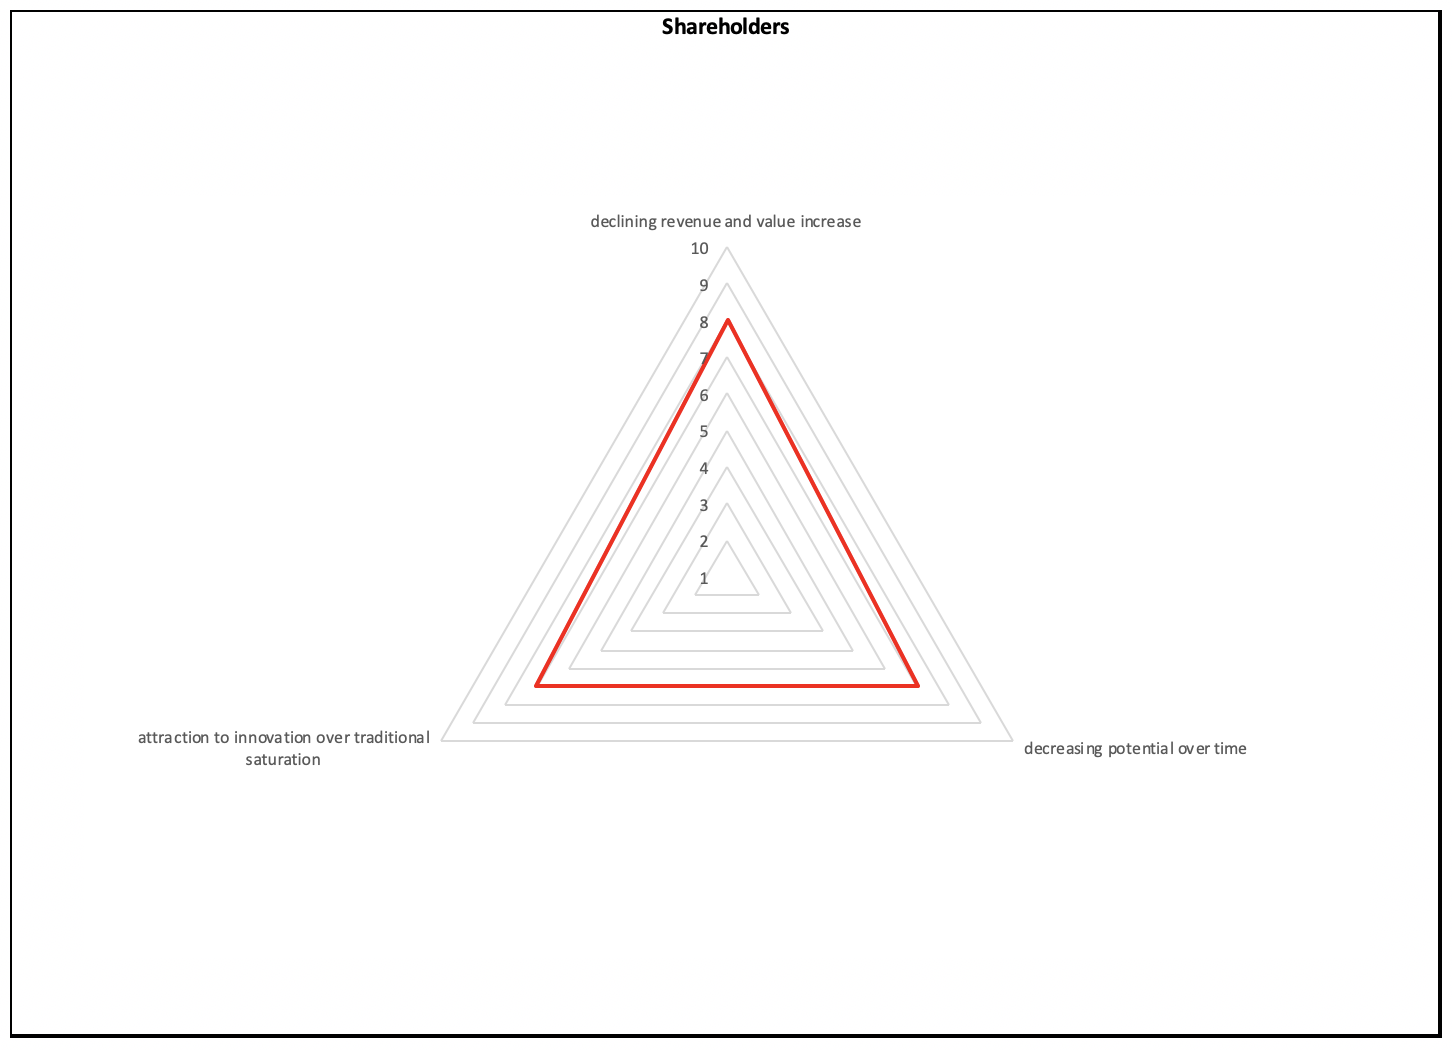 Shareholders
declining revenue and value increase
10
9
8
7
6
5
4
3
2
1
attraction to innovation over traditional
saturation
decreasing potential over time